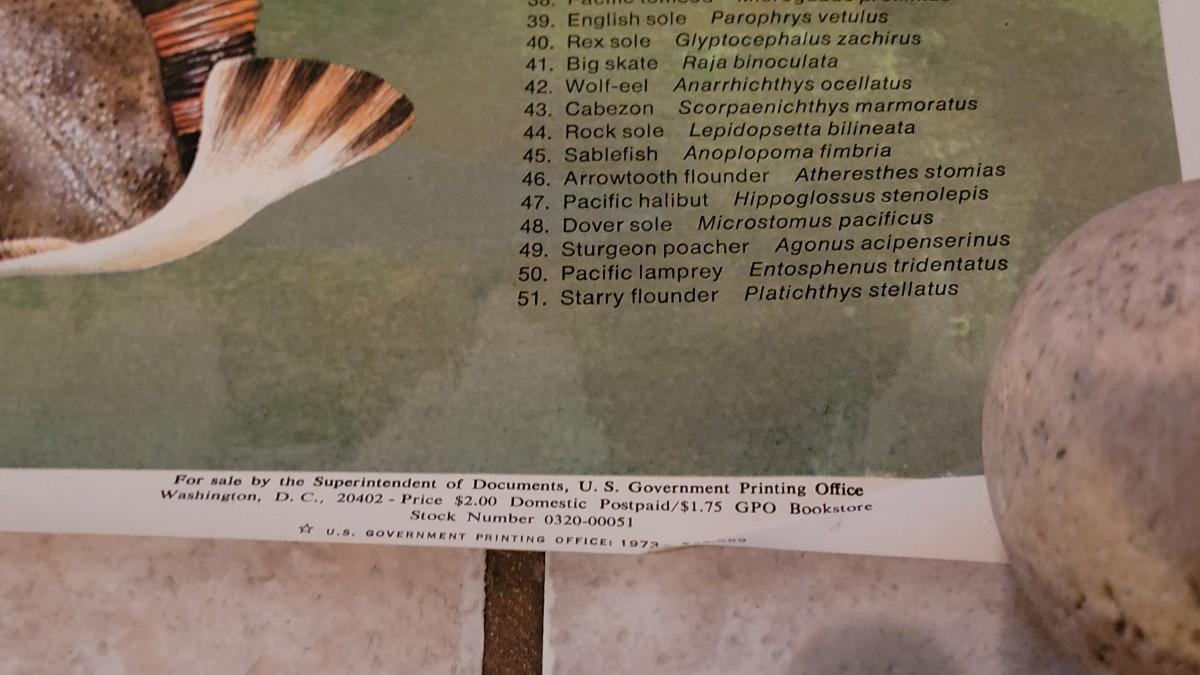 38. Pacific tomcod
39. English sole Parophrys vetulus
40. Rex sole Glyptocephalus zachirus
41. Big skate Raja binoculata
42. Wolf-eel Anarrhichthys ocellatus
43. Cabezon Scorpaenichthys marmoratus
44. Rock sole Lepidopsetta bilineata
45. Sablefish Anoplopoma fimbria
46. Arrowtooth flounder Atheresthes stomias
47. Pacific halibut Hippoglossus stenolepis
48. Dover sole Microstomus pacificus
49. Sturgeon poacher Agonus acipenserinus
50. Pacific lamprey Entosphenus tridentatus
51. Starry flounder Platichthys stellatus
For sale by the Superintendent of Documents, U. S. Government Printing Office
Washington, D. C., 20402 - Price $2.00 Domestic Postpaid/$1.75 GPO Bookstore
Stock Number 0320-00051
☆ U.S. GOVERNMENT PRINTING OFFICE: 1973